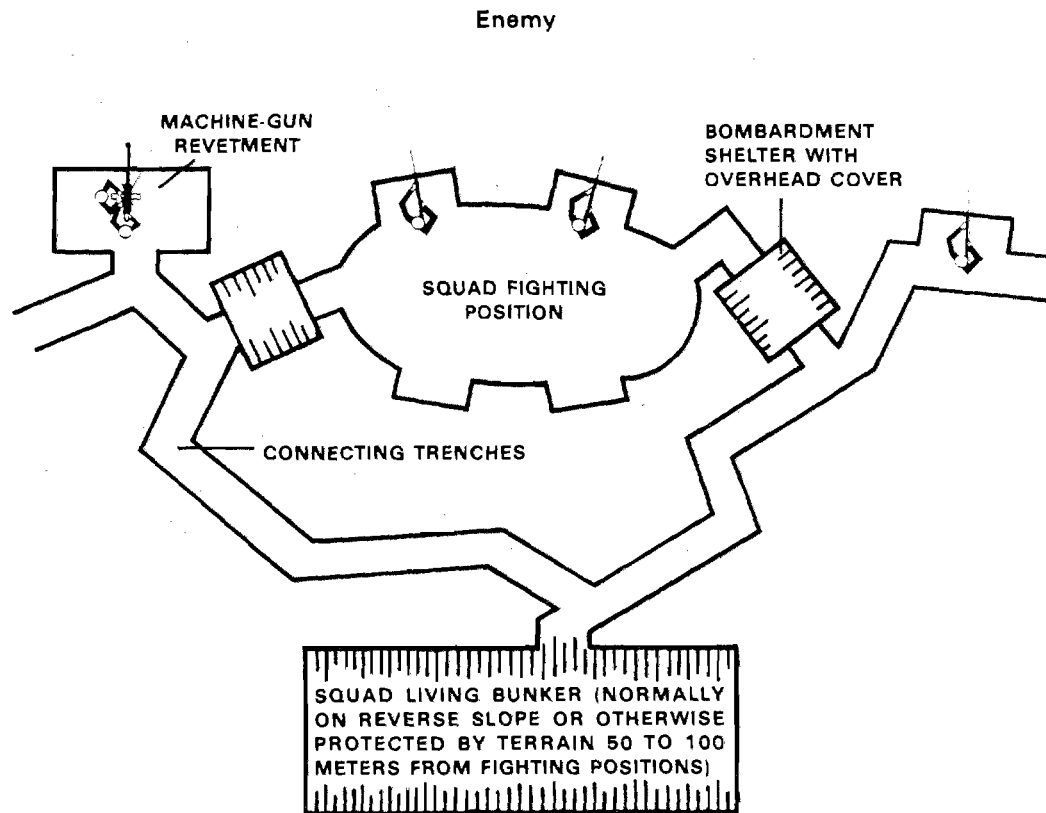 Enemy
MACHINE-GUN
REVETMENT
BOMBARDMENT
SHELTER WITH
OVERHEAD COVER
SQUAD FIGHTING
POSITION
CONNECTING TRENCHES
SQUAD LIVING BUNKER (NORMALLY
ON REVERSE SLOPE OR OTHERWISE
PROTECTED BY TERRAIN 50 TO 100
METERS FROM FIGHTING POSITIONS)